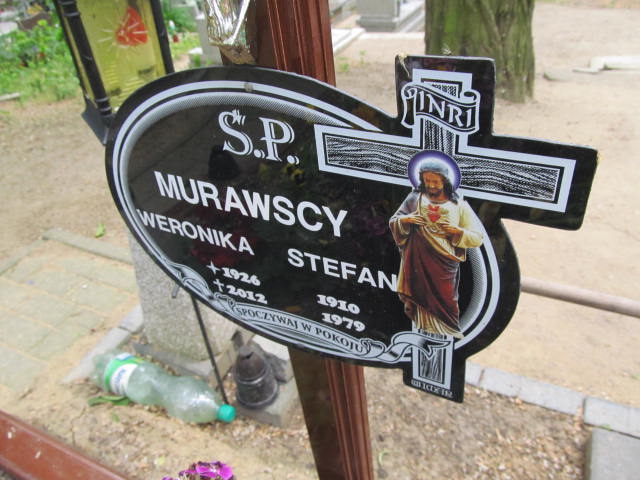 INRI
Ś.P.
MURAWSCY
WERONIKA STEFAN
1926 1910
2012 1979
SPOCZYWAJ W POKOJU